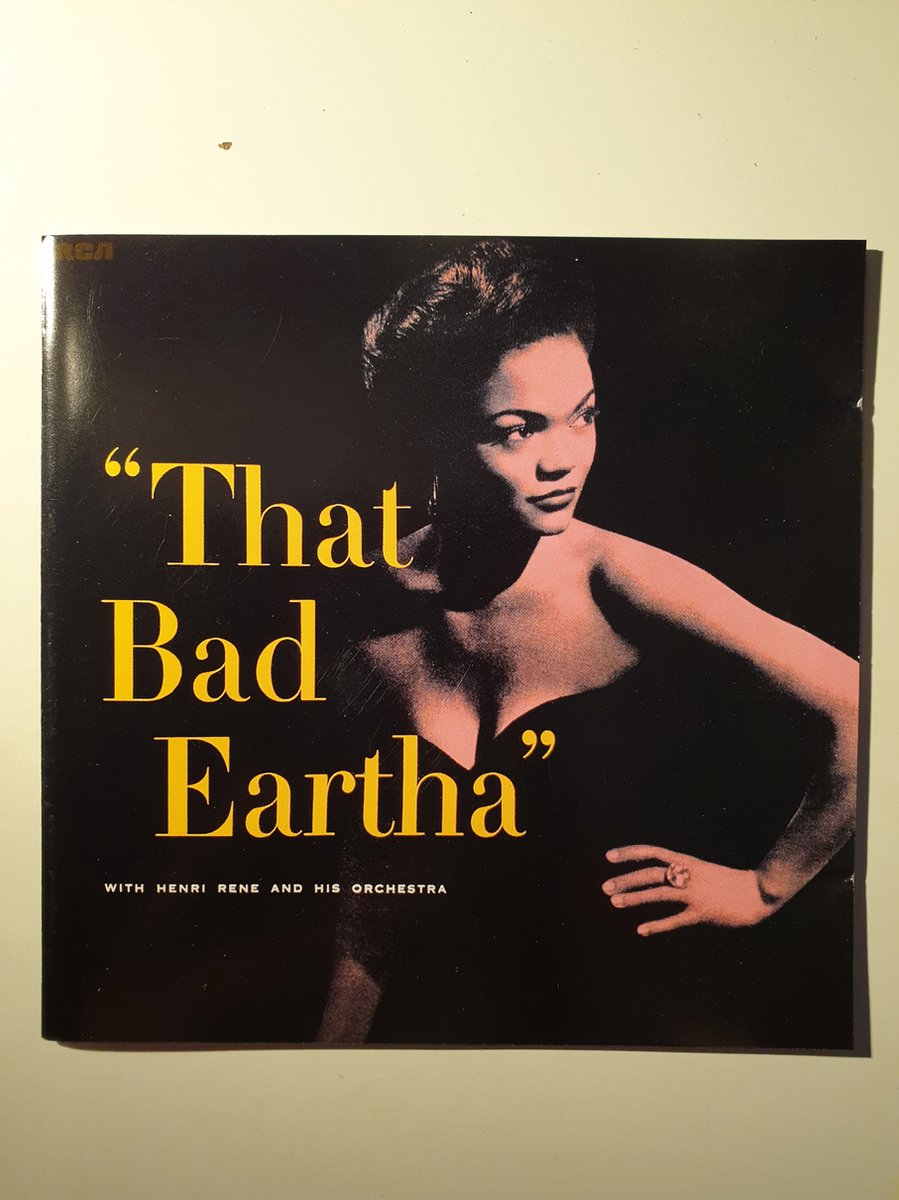 RCA
“That
Bad
Eartha”
WITH HENRI RENE AND HIS ORCHESTRA